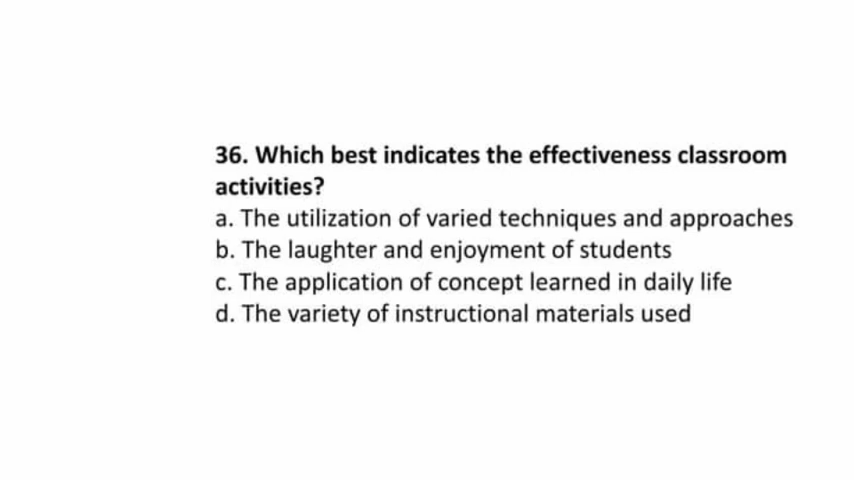 36. Which best indicates the effectiveness classroom
activities?
a. The utilization of varied techniques and approaches
b. The laughter and enjoyment of students
c. The application of concept learned in daily life
d. The variety of instructional materials used